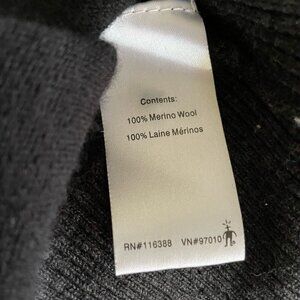 Contents:
100% Merino Wool
100% Laine Mérinos
RN#116388 VN#97010